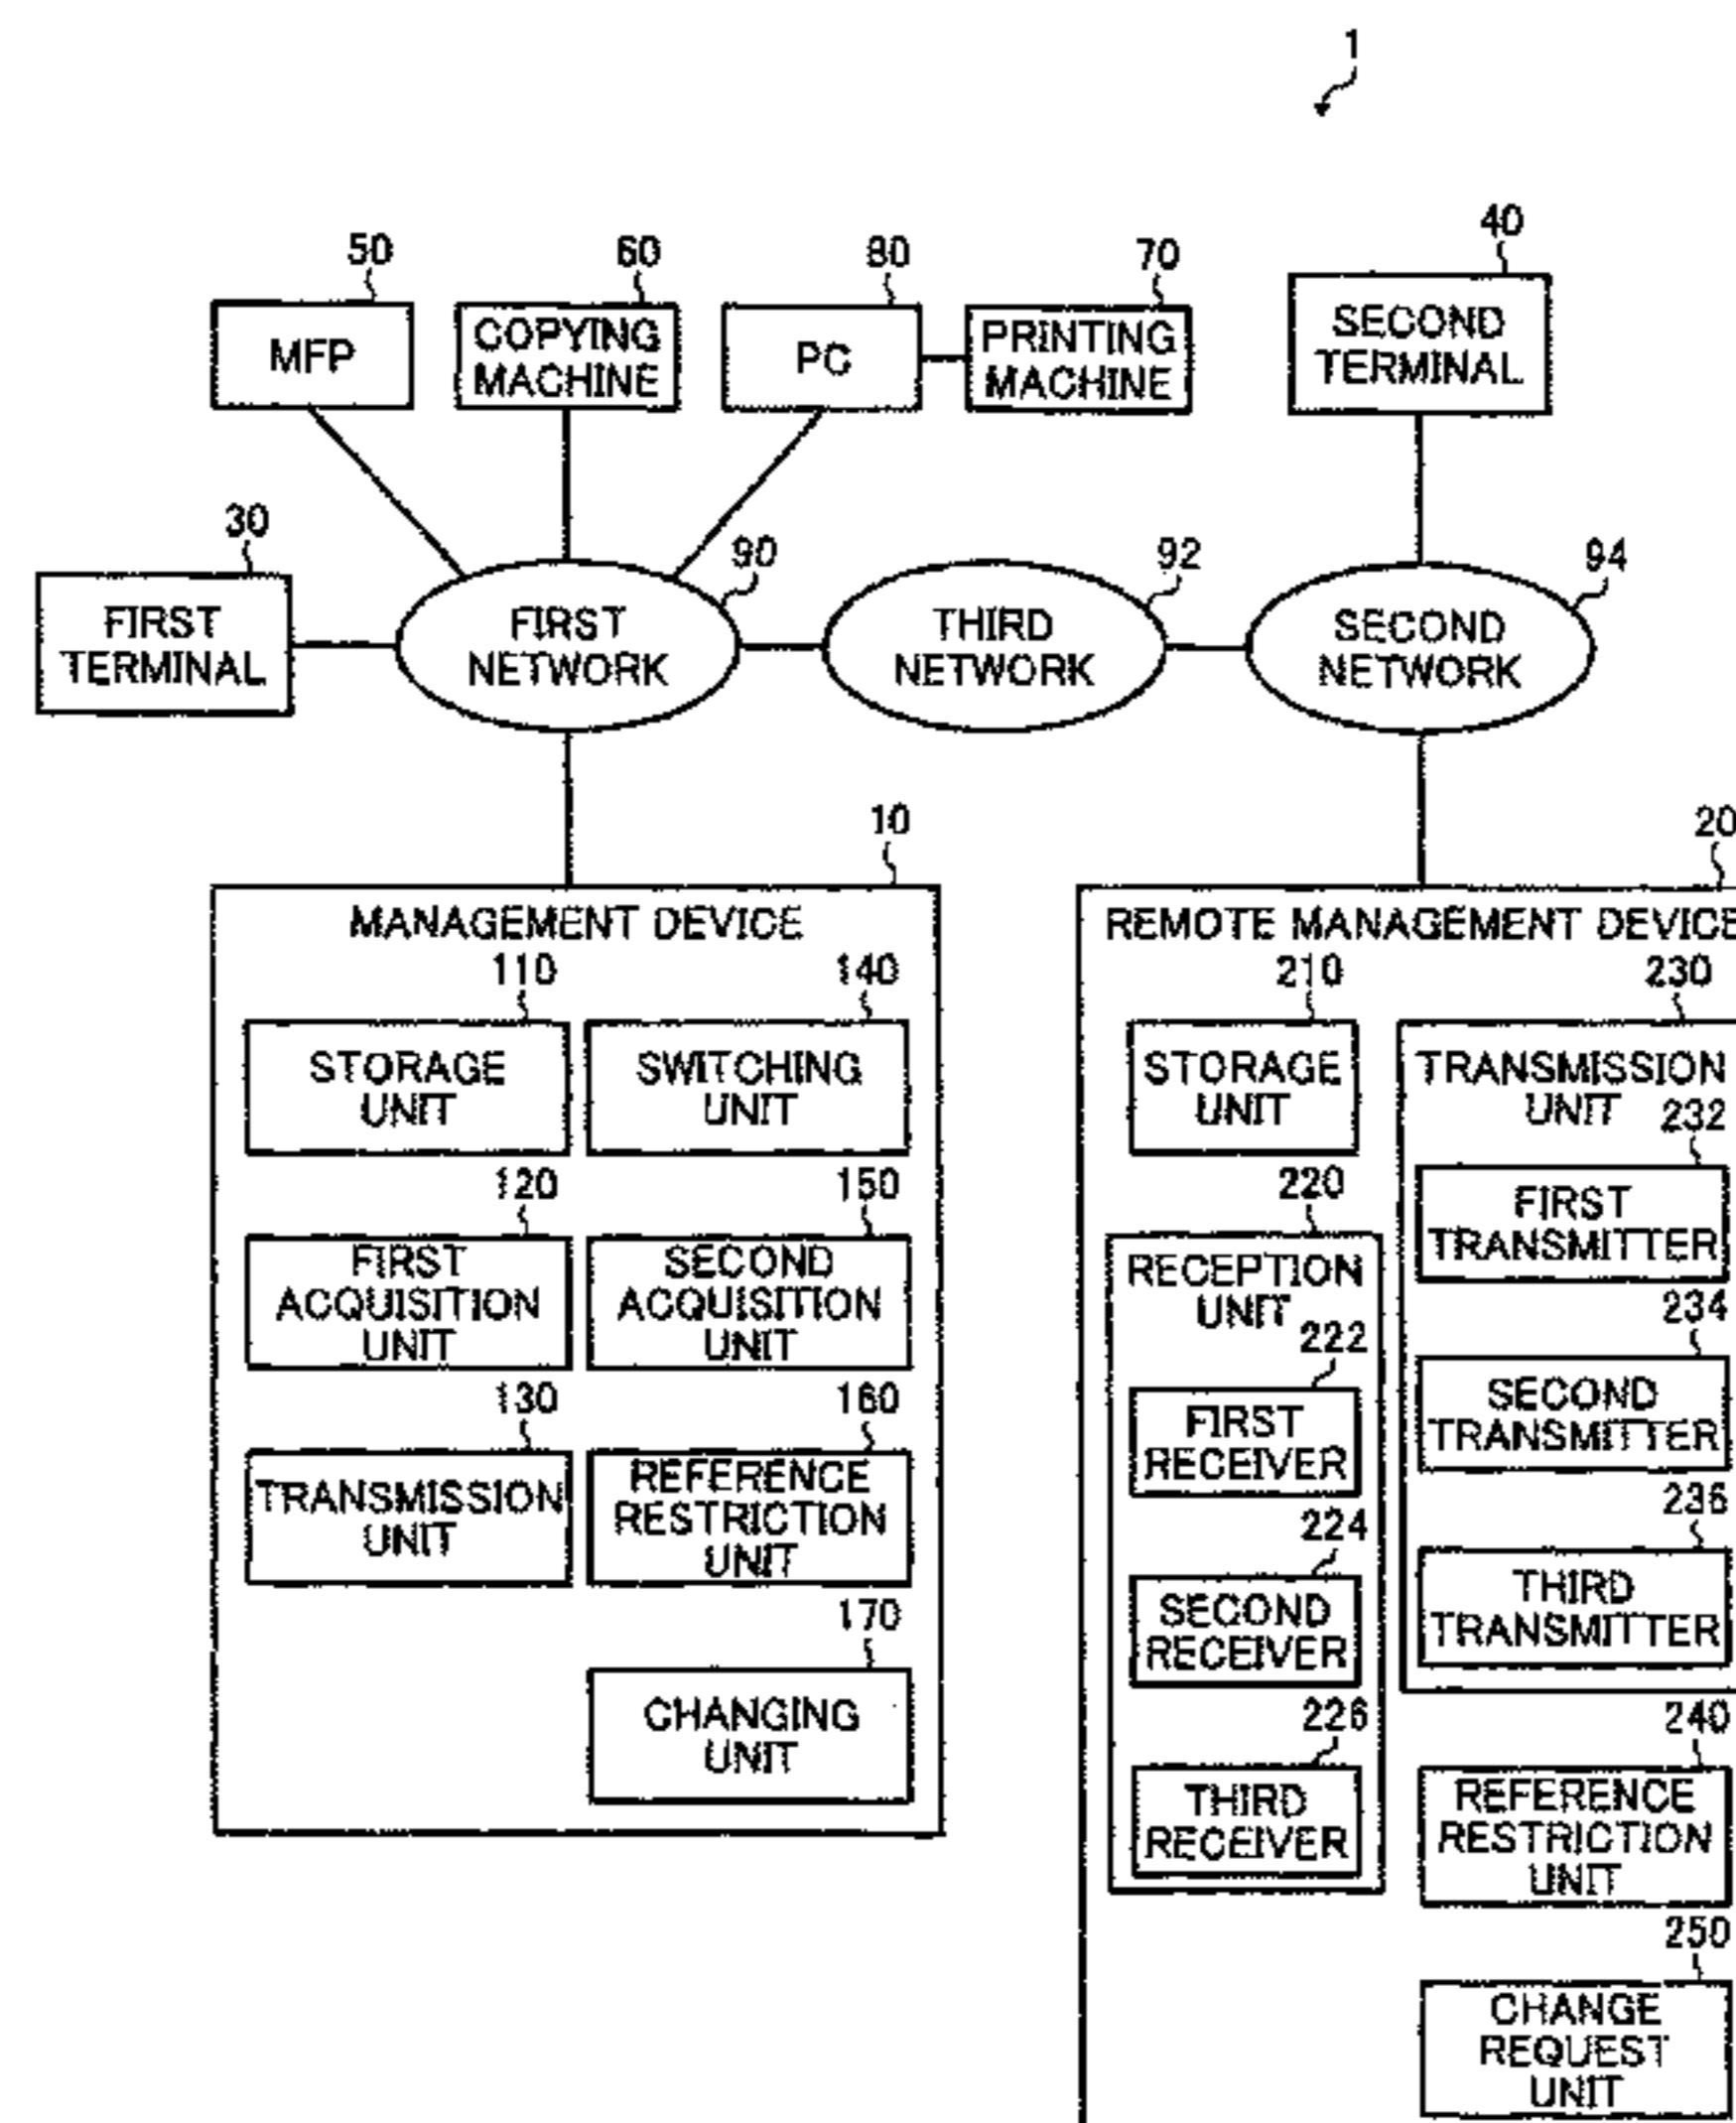 1
50
60
80
70
40
MFP
COPYING
MACHINE
PC
PRINTING
MACHINE
SECOND
TERMINAL
30
90
92
94
FIRST
TERMINAL
FIRST
NETWORK
THIRD
NETWORK
SECOND
NETWORK
10
MANAGEMENT DEVICE
110
140
STORAGE
UNIT
SWITCHING
UNIT
120
150
FIRST
ACQUISITION
UNIT
SECOND
ACQUISITION
UNIT
130
160
TRANSMISSION
UNIT
REFERENCE
RESTRICTION
UNIT
170
CHANGING
UNIT
20
REMOTE MANAGEMENT DEVICE
210
230
STORAGE
UNIT
TRANSMISSION
UNIT
232
220
FIRST
TRANSMITTER
RECEPTION
UNIT
222
234
FIRST
RECEIVER
SECOND
TRANSMITTER
224
236
SECOND
RECEIVER
THIRD
TRANSMITTER
226
240
THIRD
RECEIVER
REFERENCE
RESTRICTION
UNIT
250
CHANGE
REQUEST
UNIT